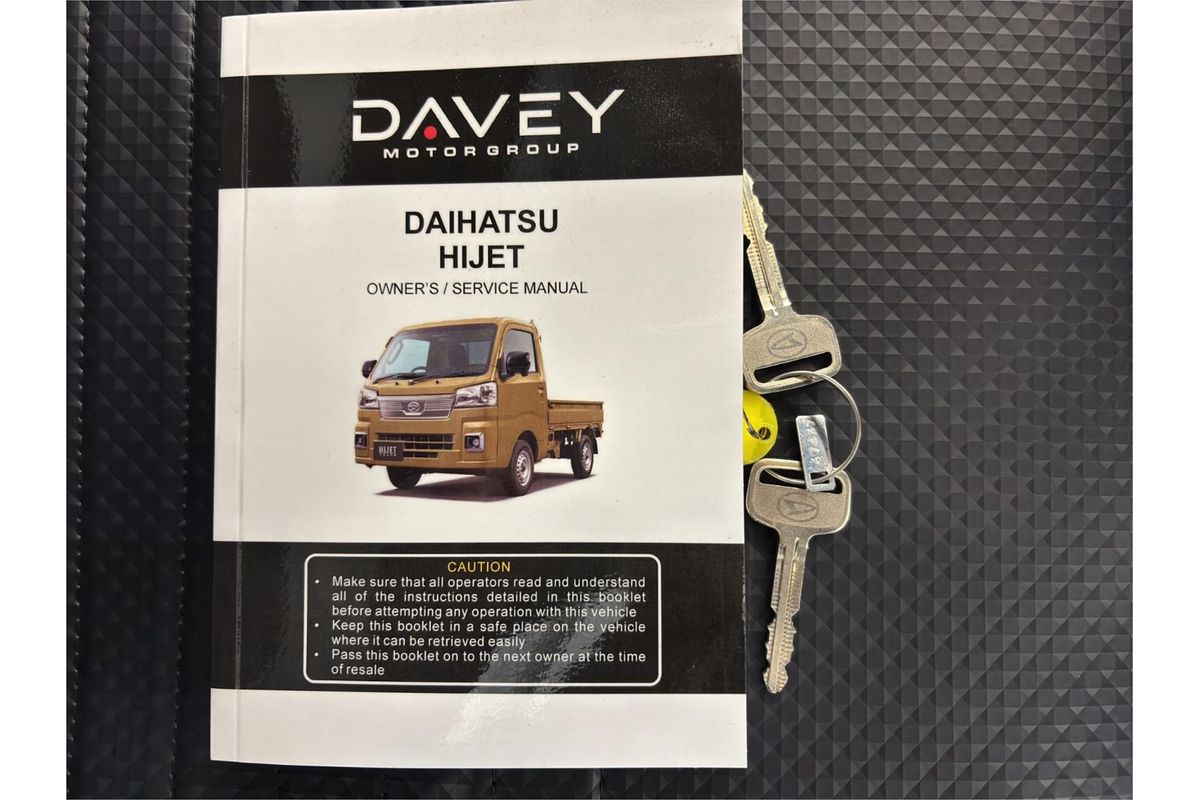 DAVEY
MOTOR GROUP
DAIHATSU
HIJET
OWNER'S / SERVICE MANUAL
HIJET
CAUTION
• Make sure that all operators read and understand
all of the instructions detailed in this booklet
before attempting any operation with this vehicle
• Keep this booklet in a safe place on the vehicle
where it can be retrieved easily
• Pass this booklet on to the next owner at the time
of resale